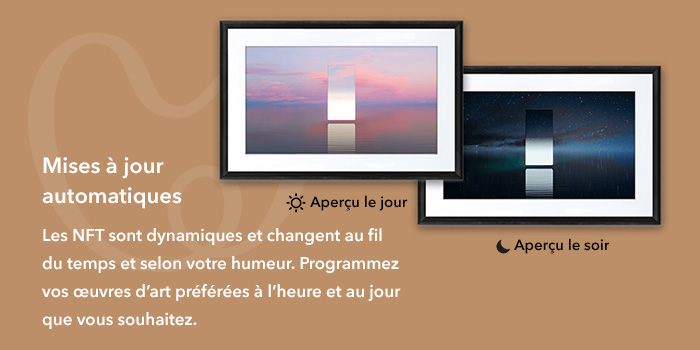 Mises à jour
automatiques
Les NFT sont dynamiques et changent au fil
du temps et selon votre humeur. Programmez
vos œuvres d’art préférées à l’heure et au jour
que vous souhaitez.
Aperçu le jour
Aperçu le soir